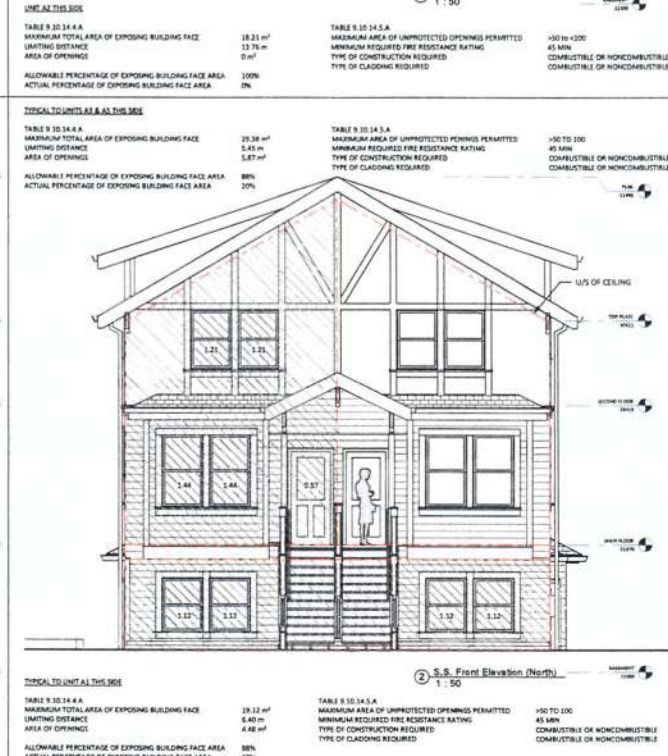 1 : 50
UNIT A2 THIS SIDE
TABLE 9.10.14.4.A
MAXIMUM TOTAL AREA OF EXPOSING BUILDING FACE 18.21 m²
LIMITING DISTANCE 13.76 m
AREA OF OPENINGS 0 m²
ALLOWABLE PERCENTAGE OF EXPOSING BUILDING FACE AREA 100%
ACTUAL PERCENTAGE OF EXPOSING BUILDING FACE AREA 0%
TABLE 9.10.14.5.A
MAXIMUM AREA OF UNPROTECTED OPENINGS PERMITTED >50 to <100
MINIMUM REQUIRED FIRE RESISTANCE RATING 45 MIN
TYPE OF CONSTRUCTION REQUIRED COMBUSTIBLE OR NONCOMBUSTIBLE
TYPE OF CLADDING REQUIRED COMBUSTIBLE OR NONCOMBUSTIBLE
TYPICAL TO UNITS A3 & A5 THIS SIDE
TABLE 9.10.14.4.A
MAXIMUM TOTAL AREA OF EXPOSING BUILDING FACE 29.38 m²
LIMITING DISTANCE 5.45 m
AREA OF OPENINGS 5.87 m²
ALLOWABLE PERCENTAGE OF EXPOSING BUILDING FACE AREA 88%
ACTUAL PERCENTAGE OF EXPOSING BUILDING FACE AREA 20%
TABLE 9.10.14.5.A
MAXIMUM AREA OF UNPROTECTED PENINGS PERMITTED >50 TO 100
MINIMUM REQUIRED FIRE RESISTANCE RATING 45 MIN
TYPE OF CONSTRUCTION REQUIRED COMBUSTIBLE OR NONCOMBUSTIBLE
TYPE OF CLADDING REQUIRED COMBUSTIBLE OR NONCOMBUSTIBLE
PEAK
U/S OF CEILING
TOP PLATE
1.21 1.21
SECOND FLOOR
1.44 1.44 0.57
MAIN FLOOR
1.12 1.12 1.12 1.12
2 S.S. Front Elevation (North)
1 : 50
BASEMENT
TYPICAL TO UNIT A1 THIS SIDE
TABLE 9.10.14.4.A
MAXIMUM TOTAL AREA OF EXPOSING BUILDING FACE 19.12 m²
LIMITING DISTANCE 6.40 m
AREA OF OPENINGS 4.48 m²
ALLOWABLE PERCENTAGE OF EXPOSING BUILDING FACE AREA 88%
ACTUAL PERCENTAGE OF EXPOSING BUILDING FACE AREA
TABLE 9.10.14.5.A
MAXIMUM AREA OF UNPROTECTED OPENINGS PERMITTED >50 TO 100
MINIMUM REQUIRED FIRE RESISTANCE RATING 45 MIN
TYPE OF CONSTRUCTION REQUIRED COMBUSTIBLE OR NONCOMBUSTIBLE
TYPE OF CLADDING REQUIRED COMBUSTIBLE OR NONCOMBUSTIBLE